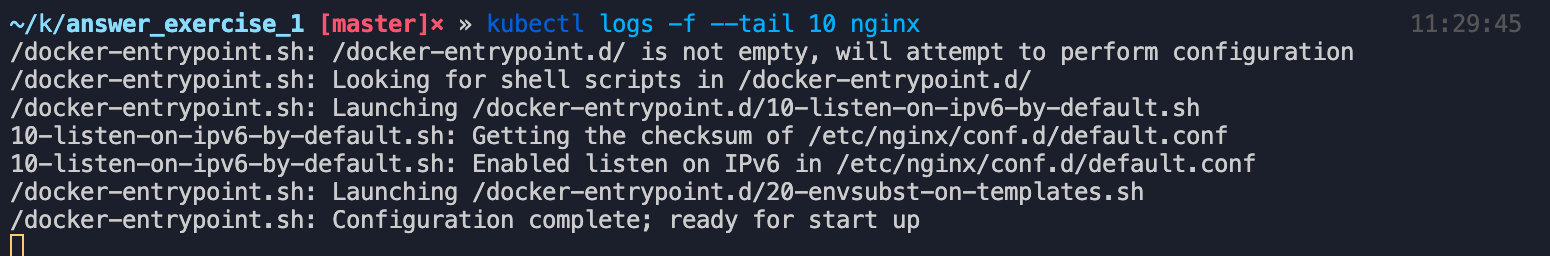 ~/k/answer_exercise_1 [master]× » kubectl logs -f --tail 10 nginx 11:29:45
/docker-entrypoint.sh: /docker-entrypoint.d/ is not empty, will attempt to perform configuration
/docker-entrypoint.sh: Looking for shell scripts in /docker-entrypoint.d/
/docker-entrypoint.sh: Launching /docker-entrypoint.d/10-listen-on-ipv6-by-default.sh
10-listen-on-ipv6-by-default.sh: Getting the checksum of /etc/nginx/conf.d/default.conf
10-listen-on-ipv6-by-default.sh: Enabled listen on IPv6 in /etc/nginx/conf.d/default.conf
/docker-entrypoint.sh: Launching /docker-entrypoint.d/20-envsubst-on-templates.sh
/docker-entrypoint.sh: Configuration complete; ready for start up